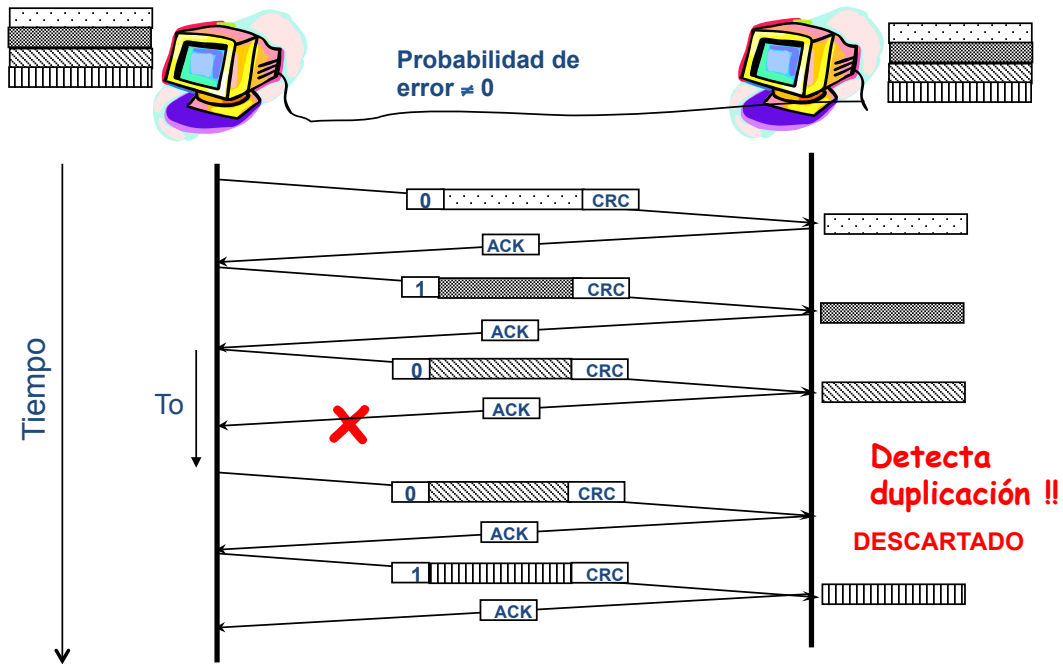 Probabilidad de
error ≠ 0
0 CRC
ACK
1 CRC
ACK
Tiempo
To
0 CRC
ACK
Detecta
duplicación !!
DESCARTADO
0 CRC
ACK
1 CRC
ACK